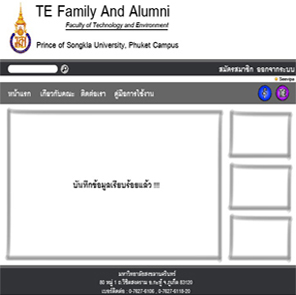 TE Family And Alumni
Faculty of Technology and Environment
Prince of Songkla University, Phuket Campus
สมัครสมาชิก ออกจากระบบ
หน้าแรก เกี่ยวกับคณะ ติดต่อเรา คู่มือการใช้งาน
บันทึกข้อมูลเรียบร้อยแล้ว !!!
มหาวิทยาลัยสงขลานครินทร์
80 หมู่ 1 ถ.วิชิตสงคราม อ.กะทู้ จ.ภูเก็ต 83120
เบอร์ติดต่อ : 0-7627-6106 , 0-7627-6119-20